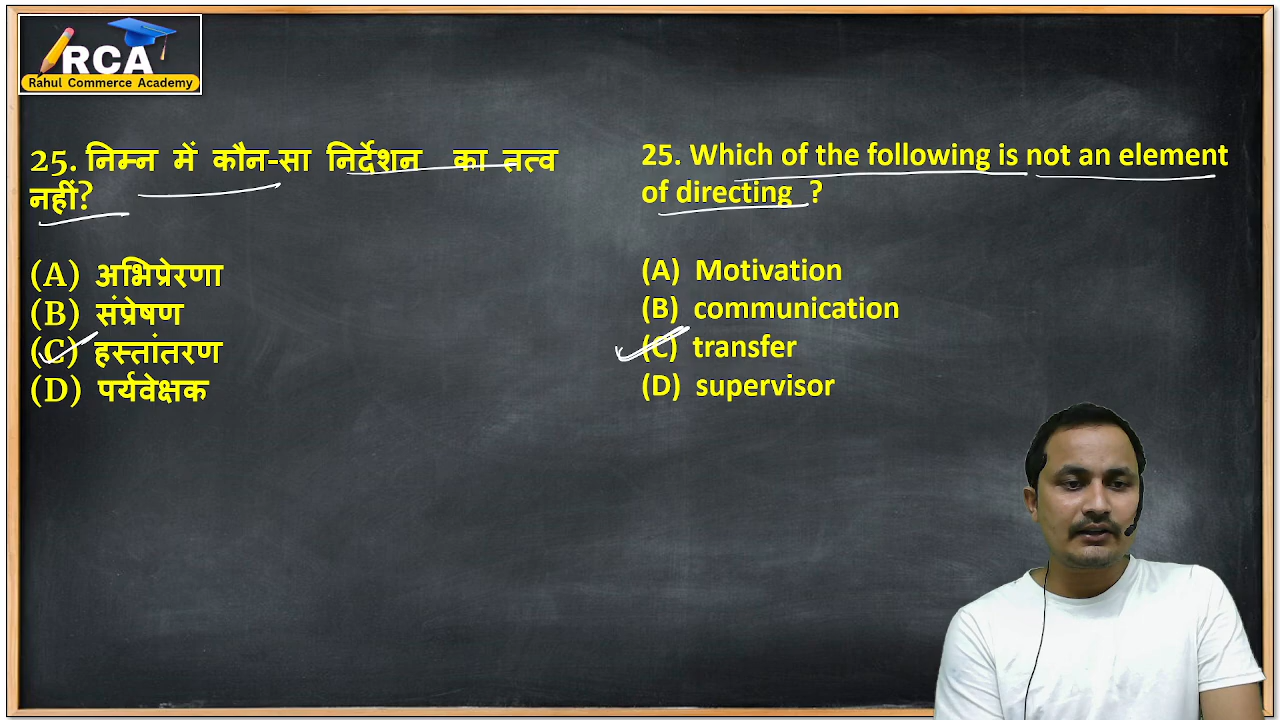 RCA
Rahul Commerce Academy
25. निम्न में कौन-सा निर्देशन का तत्व
नहीं?
(A) अभिप्रेरणा
(B) संप्रेषण
(C) हस्तांतरण
(D) पर्यवेक्षक
25. Which of the following is not an element
of directing ?
(A) Motivation
(B) communication
(C) transfer
(D) supervisor